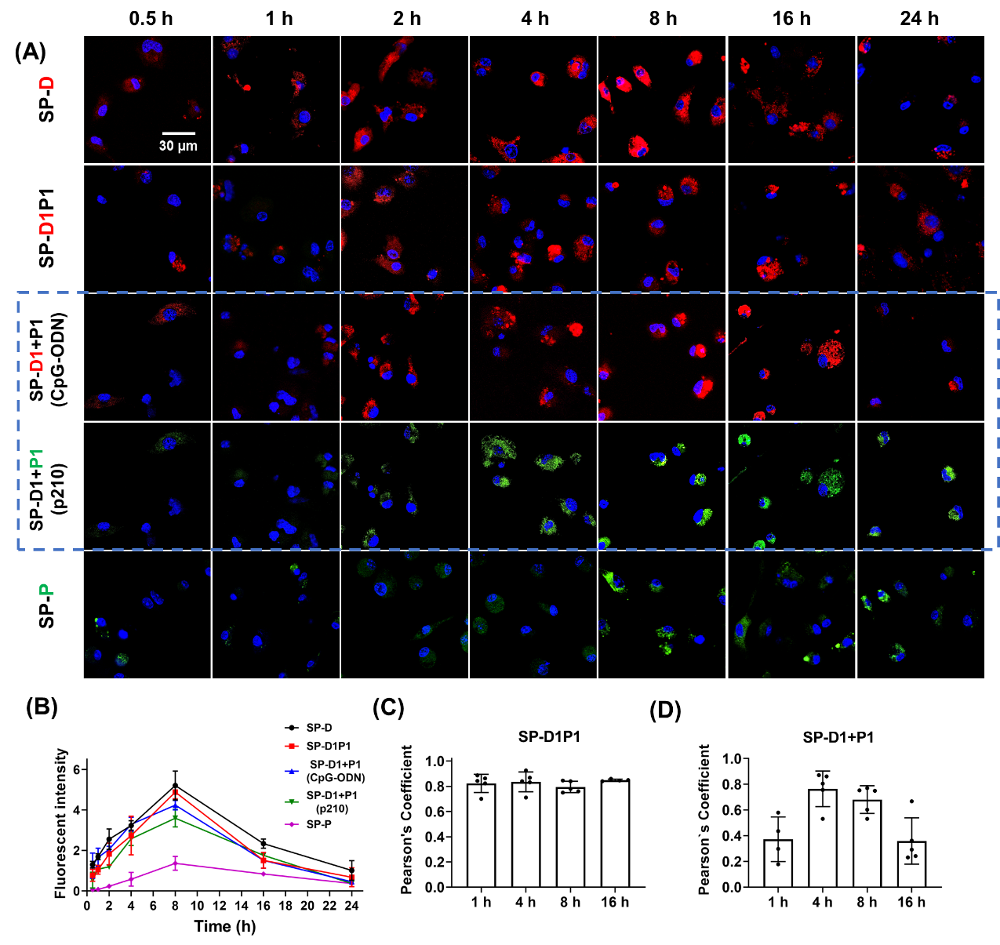 0.5 h 1 h 2 h 4 h 8 h 16 h 24 h
(A)
SP-D
30 µm
SP-D1P1
SP-D1+P1
(CpG-ODN)
SP-D1+P1
(p210)
SP-P
(B)
Fluorescent intensity
6
4
2
0
0 2 4 6 8 10 12 14 16 18 20 22 24
Time (h)
SP-D
SP-D1P1
SP-D1+P1
(CpG-ODN)
SP-D1+P1
(p210)
SP-P
(C)
SP-D1P1
Pearson's Coefficient
1.0
0.8
0.6
0.4
0.2
0.0
1 h 4 h 8 h 16 h
(D)
SP-D1+P1
Pearson`s Coefficient
1.0
0.8
0.6
0.4
0.2
0.0
1 h 4 h 8 h 16 h